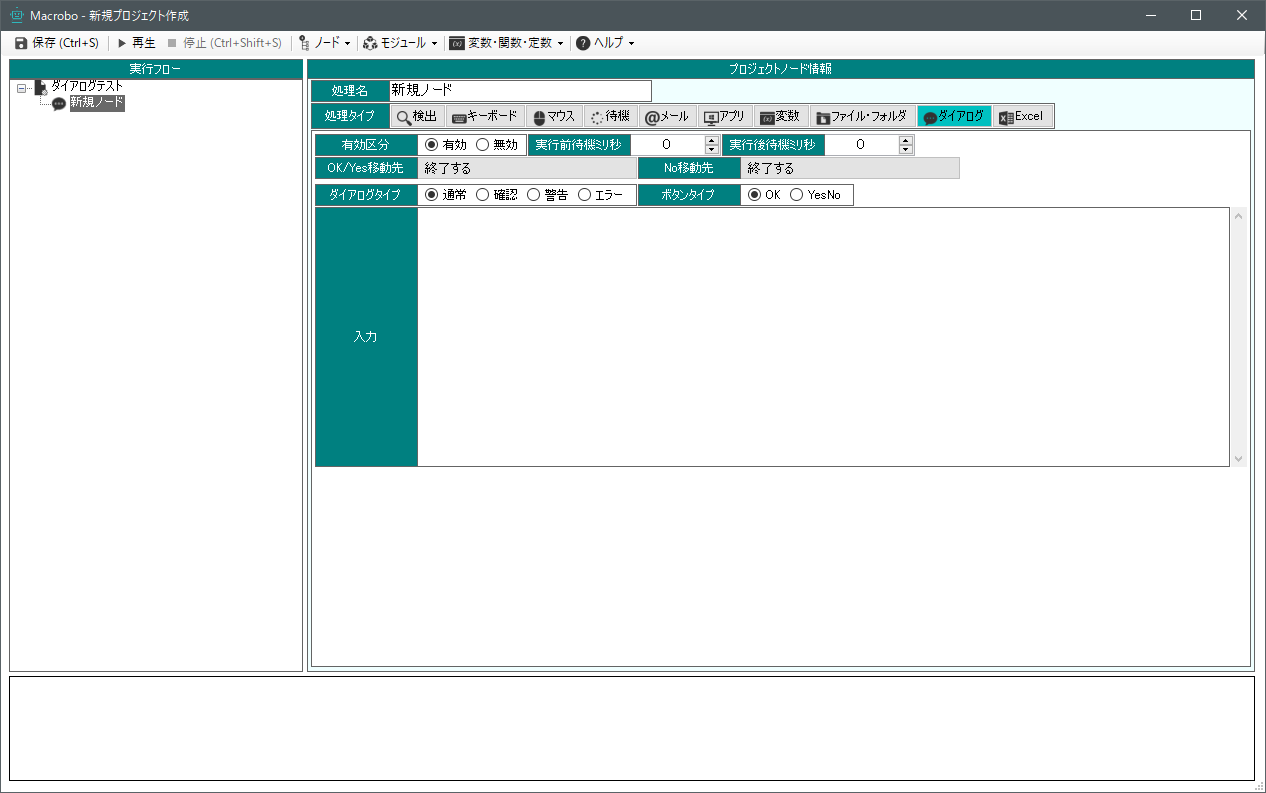 Macrobo - 新規プロジェクト作成
保存 (Ctrl+S) 再生 停止 (Ctrl+Shift+S) ノード モジュール 変数・関数・定数 ヘルプ
実行フロー
ダイアログテスト
新規ノード
プロジェクトノード情報
処理名 新規ノード
処理タイプ 検出 キーボード マウス 待機 メール アプリ 変数 ファイル・フォルダ ダイアログ Excel
有効区分 有効 無効 実行前待機ミリ秒 0 実行後待機ミリ秒 0
OK/Yes移動先 終了する No移動先 終了する
ダイアログタイプ 通常 確認 警告 エラー ボタンタイプ OK YesNo
入力